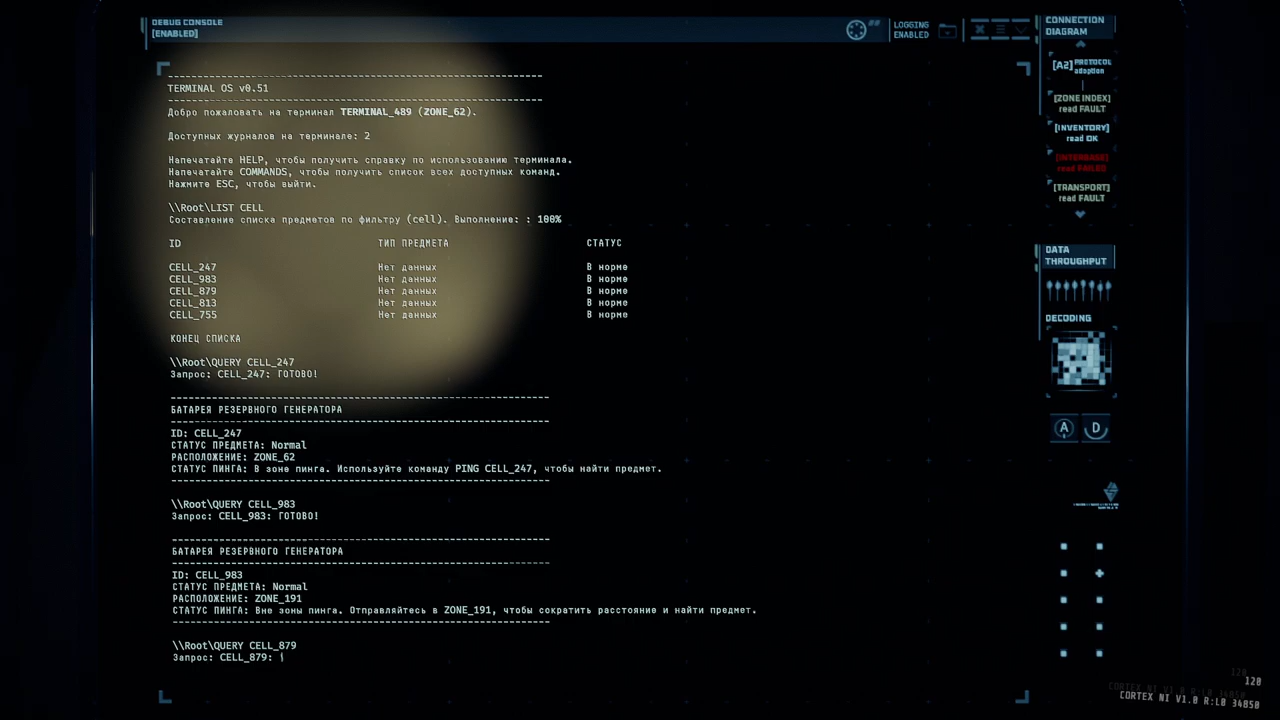 DEBUG CONSOLE
[ENABLED]
LOGGING
ENABLED
TERMINAL OS v0.51
Добро пожаловать на терминал TERMINAL_489 (ZONE_62).
Доступных журналов на терминале: 2
Напечатайте HELP, чтобы получить справку по использованию терминала.
Напечатайте COMMANDS, чтобы получить список всех доступных команд.
Нажмите ESC, чтобы выйти.
\\Root\LIST CELL
Составление списка предметов по фильтру (cell). Выполнение: : 100%
ID ТИП ПРЕДМЕТА СТАТУС
CELL_247 Нет данных В норме
CELL_983 Нет данных В норме
CELL_879 Нет данных В норме
CELL_813 Нет данных В норме
CELL_755 Нет данных В норме
КОНЕЦ СПИСКА
\\Root\QUERY CELL_247
Запрос: CELL_247: ГОТОВО!
БАТАРЕЯ РЕЗЕРВНОГО ГЕНЕРАТОРА
ID: CELL_247
СТАТУС ПРЕДМЕТА: Normal
РАСПОЛОЖЕНИЕ: ZONE_62
СТАТУС ПИНГА: В зоне пинга. Используйте команду PING CELL_247, чтобы найти предмет.
\\Root\QUERY CELL_983
Запрос: CELL_983: ГОТОВО!
БАТАРЕЯ РЕЗЕРВНОГО ГЕНЕРАТОРА
ID: CELL_983
СТАТУС ПРЕДМЕТА: Normal
РАСПОЛОЖЕНИЕ: ZONE_191
СТАТУС ПИНГА: Вне зоны пинга. Отправляйтесь в ZONE_191, чтобы сократить расстояние и найти предмет.
\\Root\QUERY CELL_879
Запрос: CELL_879:
CONNECTION
DIAGRAM
[A2] PROTOCOL
adaption
[ZONE INDEX]
read FAULT
[INVENTORY]
read OK
[INTERBASE]
read FAILED
[TRANSPORT]
read FAULT
DATA
THROUGHPUT
DECODING
A D
120
CORTEX NI V1.0 R:L0 34850